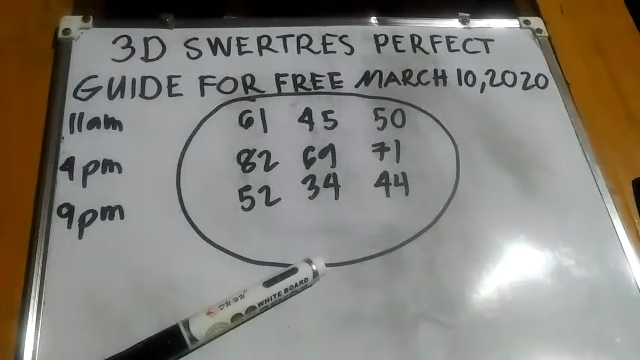 3D SWERTRES PERFECT
GUIDE FOR FREE MARCH 10, 2020
11am 61 45 50
4pm 82 69 71
9pm 52 34 44
WHITE BOARD